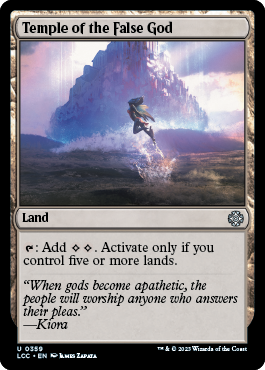 Temple of the False God
Land
: Add . Activate only if you
control five or more lands.
“When gods become apathetic, the
people will worship anyone who answers
their pleas.”
—Kiora
U 0359
LCC • EN Iĺmes Zapata
™ & © 2023 Wizards of the Coast